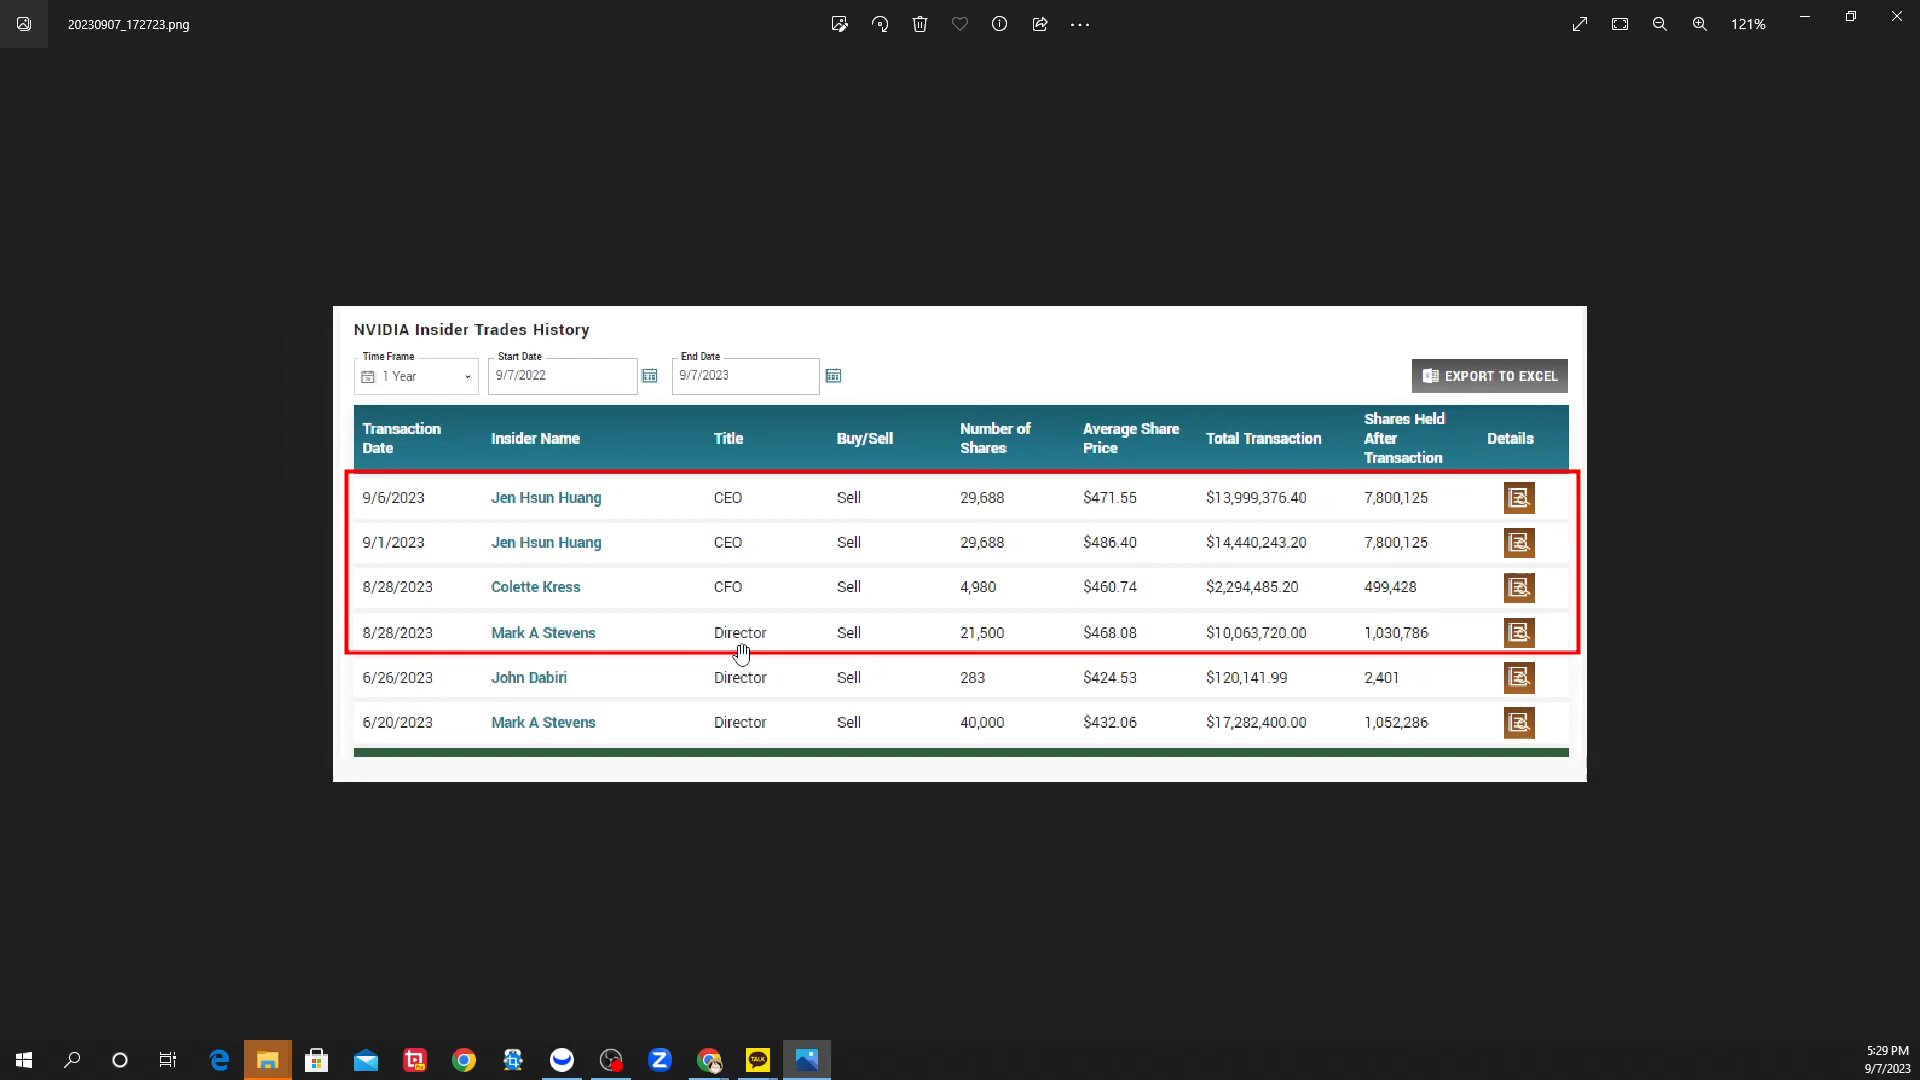 20230907_172723.png
121%
NVIDIA Insider Trades History
Time Frame
1 Year
Start Date
9/7/2022
End Date
9/7/2023
EXPORT TO EXCEL
Transaction Date Insider Name Title Buy/Sell Number of Shares Average Share Price Total Transaction Shares Held After Transaction Details
9/6/2023 Jen Hsun Huang CEO Sell 29,688 $471.55 $13,999,376.40 7,800,125
9/1/2023 Jen Hsun Huang CEO Sell 29,688 $486.40 $14,440,243.20 7,800,125
8/28/2023 Colette Kress CFO Sell 4,980 $460.74 $2,294,485.20 499,428
8/28/2023 Mark A Stevens Director Sell 21,500 $468.08 $10,063,720.00 1,030,786
6/26/2023 John Dabiri Director Sell 283 $424.53 $120,141.99 2,401
6/20/2023 Mark A Stevens Director Sell 40,000 $432.06 $17,282,400.00 1,052,286
TALK
5:29 PM
9/7/2023